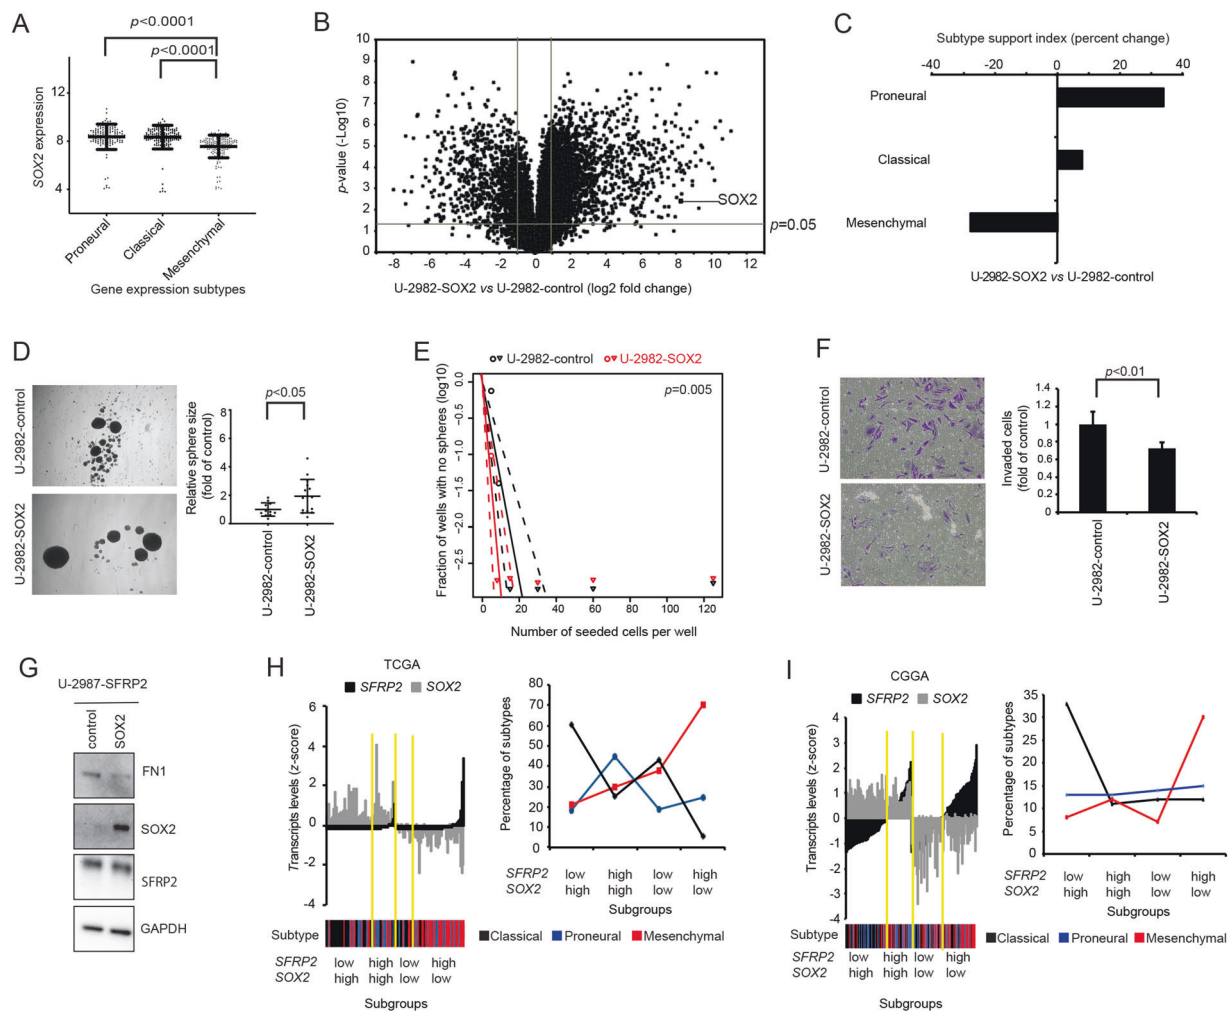 A
p<0.0001
p<0.0001
SOX2 expression
12
8
4
Proneural
Classical
Mesenchymal
Gene expression subtypes
B
p-value (-Log10)
10
9
8
7
6
5
4
3
2
1
0
-8 -6 -4 -2 0 2 4 6 8 10 12
SOX2
p=0.05
U-2982-SOX2 vs U-2982-control (log2 fold change)
C
Subtype support index (percent change)
-40 -20 0 20 40
Proneural
Classical
Mesenchymal
U-2982-SOX2 vs U-2982-control
D
U-2982-control
U-2982-SOX2
Relative sphere size
(fold of control)
p<0.05
8
6
4
2
0
U-2982-control
U-2982-SOX2
E
U-2982-control U-2982-SOX2
p=0.005
Fraction of wells with no spheres (log10)
0.0
-0.5
-1.0
-1.5
-2.0
-2.5
0 20 40 60 80 100 120
Number of seeded cells per well
F
U-2982-control
U-2982-SOX2
p<0.01
Invaded cells
(fold of control)
1.4
1.2
1
0.8
0.6
0.4
0.2
0
U-2982-control
U-2982-SOX2
G
U-2987-SFRP2
control
SOX2
FN1
SOX2
SFRP2
GAPDH
H
TCGA
SFRP2 SOX2
Transcripts levels (z-score)
6
4
2
0
-2
-4
Subtype
SFRP2 low high low high
SOX2 high high low low
Subgroups
Percentage of subtypes
80
70
60
50
40
30
20
10
0
SFRP2 low high low high
SOX2 high high low low
Subgroups
Classical Proneural Mesenchymal
I
CGGA
SFRP2 SOX2
Transcripts levels (z-score)
4
3
2
1
0
-1
-2
-3
-4
Subtype
SFRP2 low high low high
SOX2 high high low low
Subgroups
Percentage of subtypes
35
30
25
20
15
10
5
0
SFRP2 low high low high
SOX2 high high low low
Subgroups
Classical Proneural Mesenchymal